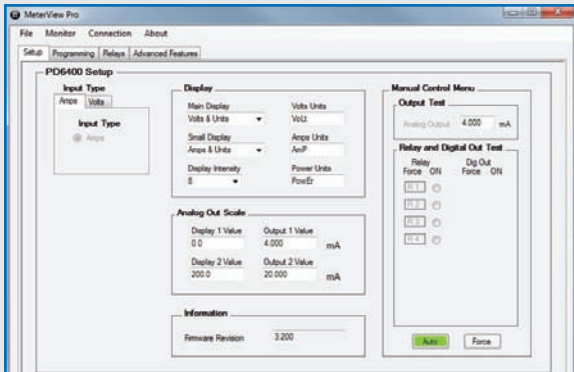 MeterView Pro
File Monitor Connection About
Setup Programming Relays Advanced Features
PD6400 Setup
Input Type
Amps Volts
Input Type
Amps
Display
Main Display Volts Units
Volts & Units VoLt
Small Display Amps Units
Amps & Units AmP
Display Intensity Power Units
8 PowEr
Analog Out Scale
Display 1 Value Output 1 Value
0.0 4.000 mA
Display 2 Value Output 2 Value
200.0 20.000 mA
Information
Firmware Revision 3.200
Manual Control Menu
Output Test
Analog Output 4.000 mA
Relay and Digital Out Test
Relay Dig Out
Force ON Force ON
R 1
R 2
R 3
R 4
Auto Force